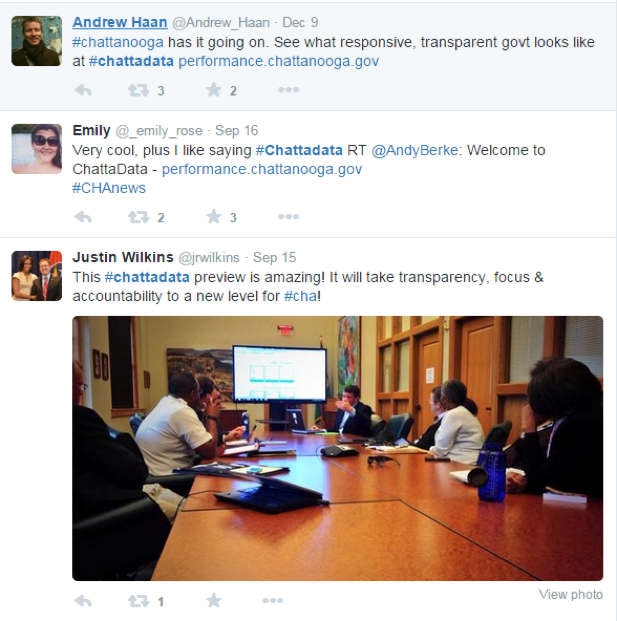 Andrew Haan @Andrew_Haan · Dec 9
#chattanooga has it going on. See what responsive, transparent govt looks like
at #chattadata performance.chattanooga.gov
3 2
Emily @_emily_rose · Sep 16
Very cool, plus I like saying #Chattadata RT @AndyBerke: Welcome to
ChattaData - performance.chattanooga.gov
#CHAnews
2 3
Justin Wilkins @jrwilkins · Sep 15
This #chattadata preview is amazing! It will take transparency, focus &
accountability to a new level for #cha!
View photo
1